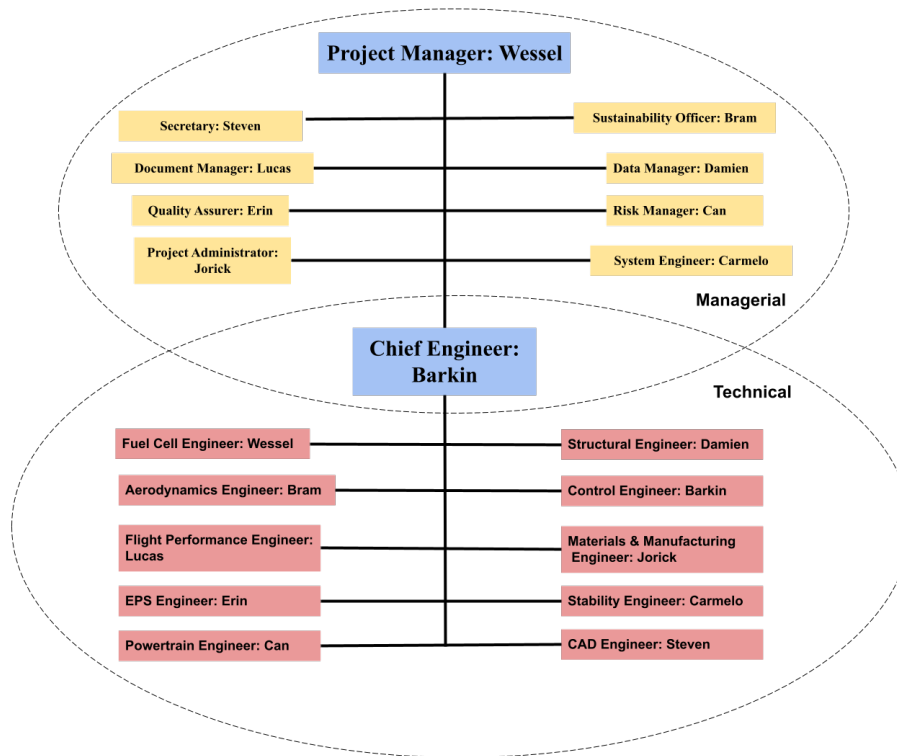 Project Manager: Wessel
Secretary: Steven
Sustainability Officer: Bram
Document Manager: Lucas
Data Manager: Damien
Quality Assurer: Erin
Risk Manager: Can
Project Administrator:
Jorick
System Engineer: Carmelo
Managerial
Chief Engineer:
Barkin
Technical
Fuel Cell Engineer: Wessel
Structural Engineer: Damien
Aerodynamics Engineer: Bram
Control Engineer: Barkin
Flight Performance Engineer:
Lucas
Materials & Manufacturing
Engineer: Jorick
EPS Engineer: Erin
Stability Engineer: Carmelo
Powertrain Engineer: Can
CAD Engineer: Steven